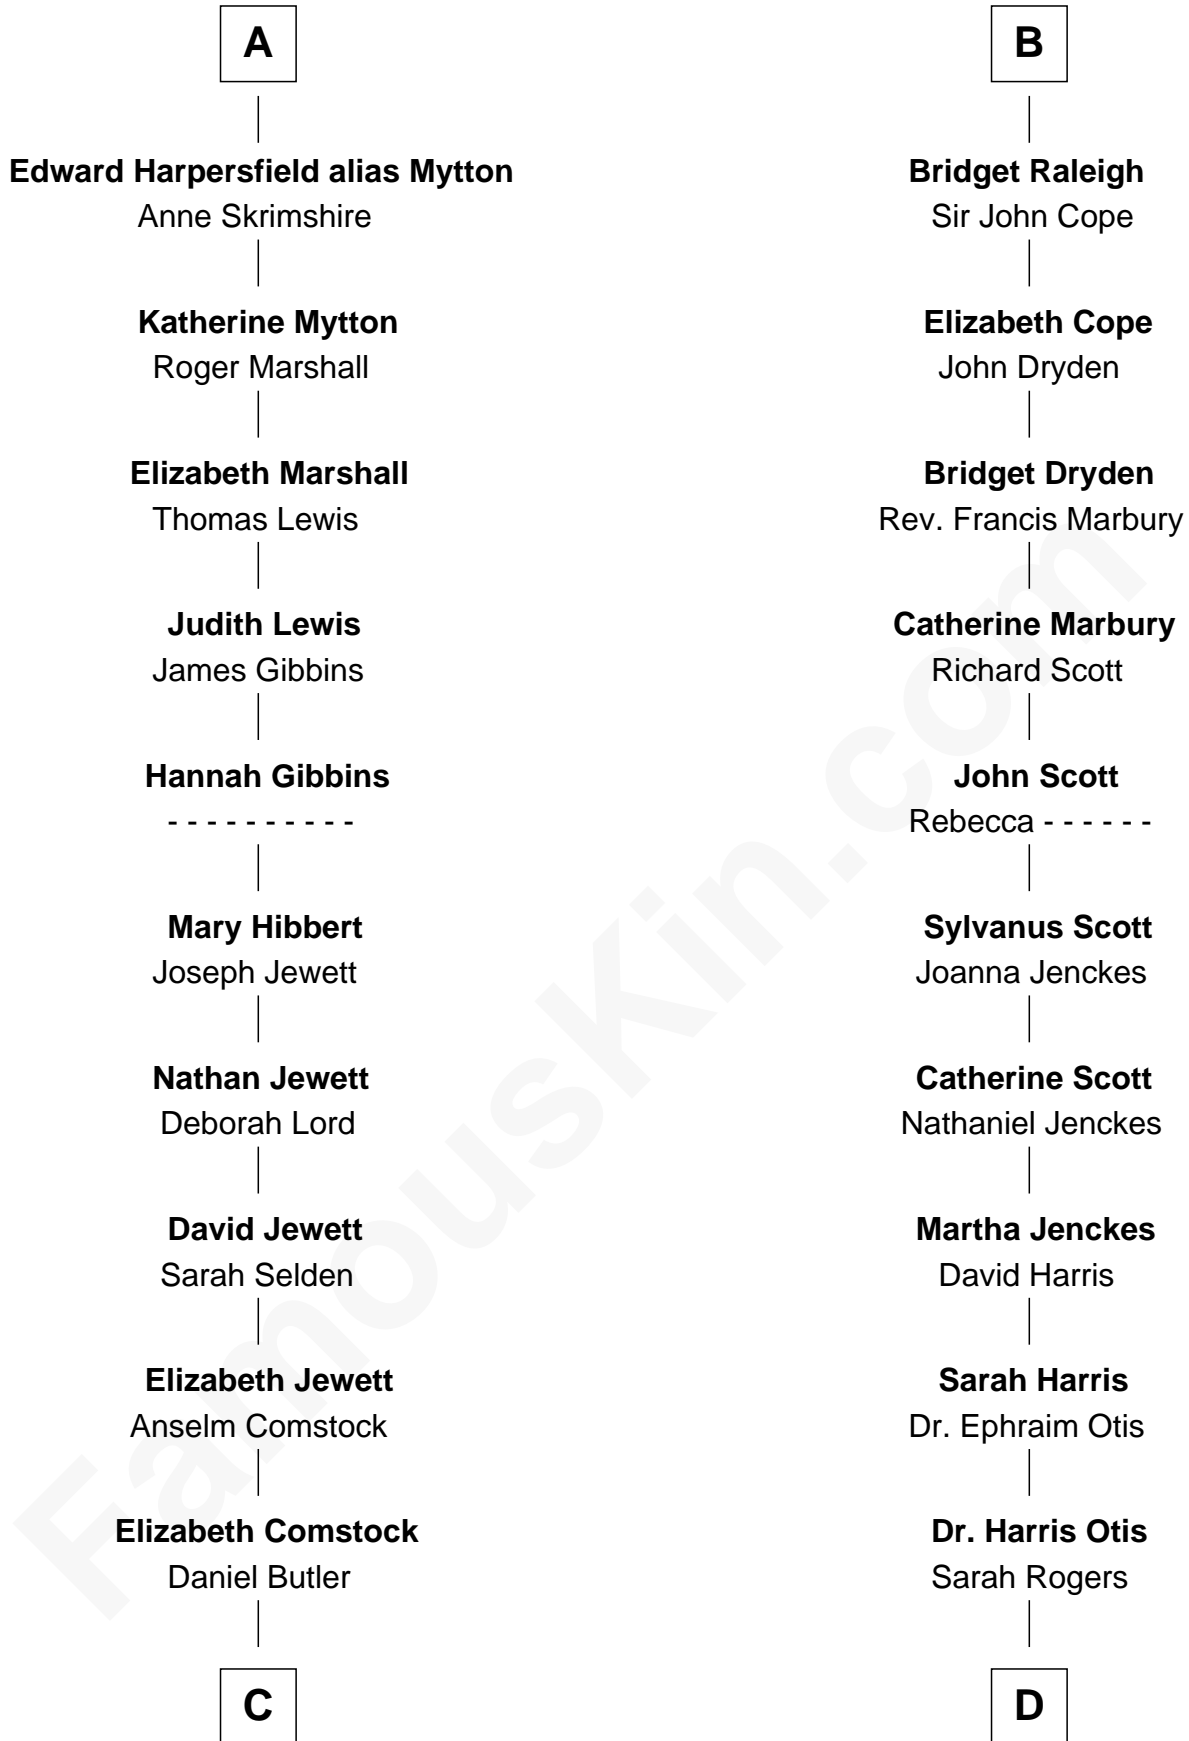 A
Edward Harpersfield alias Mytton
Anne Skrimshire
Katherine Mytton
Roger Marshall
Elizabeth Marshall
Thomas Lewis
Judith Lewis
James Gibbins
Hannah Gibbins
- - - - - - - - - -
Mary Hibbert
Joseph Jewett
Nathan Jewett
Deborah Lord
David Jewett
Sarah Selden
Elizabeth Jewett
Anselm Comstock
Elizabeth Comstock
Daniel Butler
C
B
Bridget Raleigh
Sir John Cope
Elizabeth Cope
John Dryden
Bridget Dryden
Rev. Francis Marbury
Catherine Marbury
Richard Scott
John Scott
Rebecca - - - - - -
Sylvanus Scott
Joanna Jenckes
Catherine Scott
Nathaniel Jenckes
Martha Jenckes
David Harris
Sarah Harris
Dr. Ephraim Otis
Dr. Harris Otis
Sarah Rogers
D
FamousKin.com